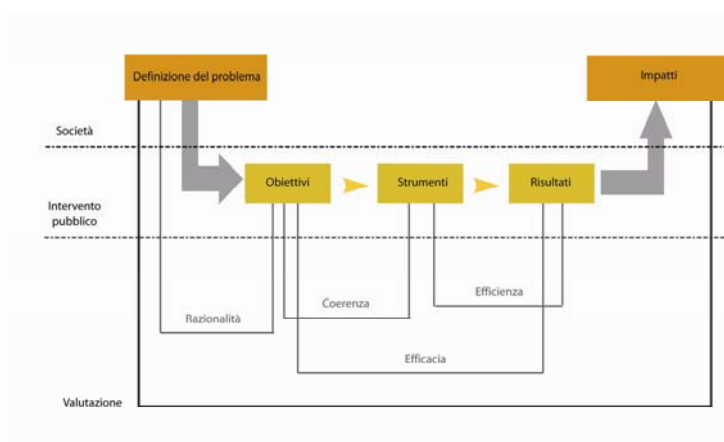 Definizione del problema
Impatti
Società
Obiettivi
Strumenti
Risultati
Intervento
pubblico
Efficienza
Coerenza
Razionalità
Efficacia
Valutazione